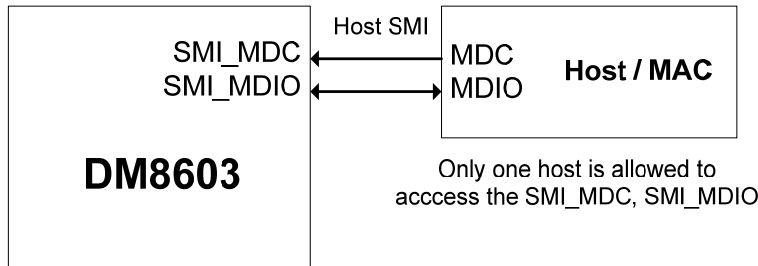 Host SMI
SMI_MDC
MDC
SMI_MDIO
MDIO
Host / MAC
DM8603
Only one host is allowed to
acccess the SMI_MDC, SMI_MDIO